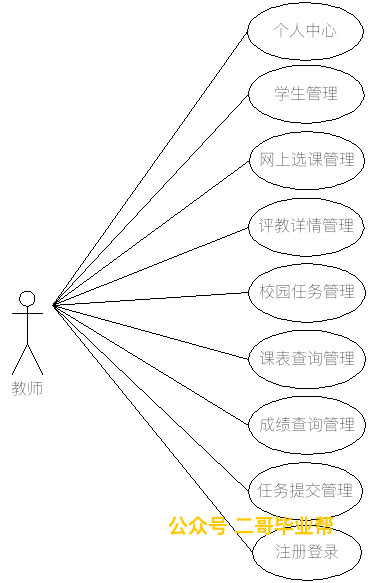 个人中心
学生管理
网上选课管理
评教详情管理
校园任务管理
教师
课表查询管理
成绩查询管理
任务提交管理
公众号 二哥毕业帮
注册登录